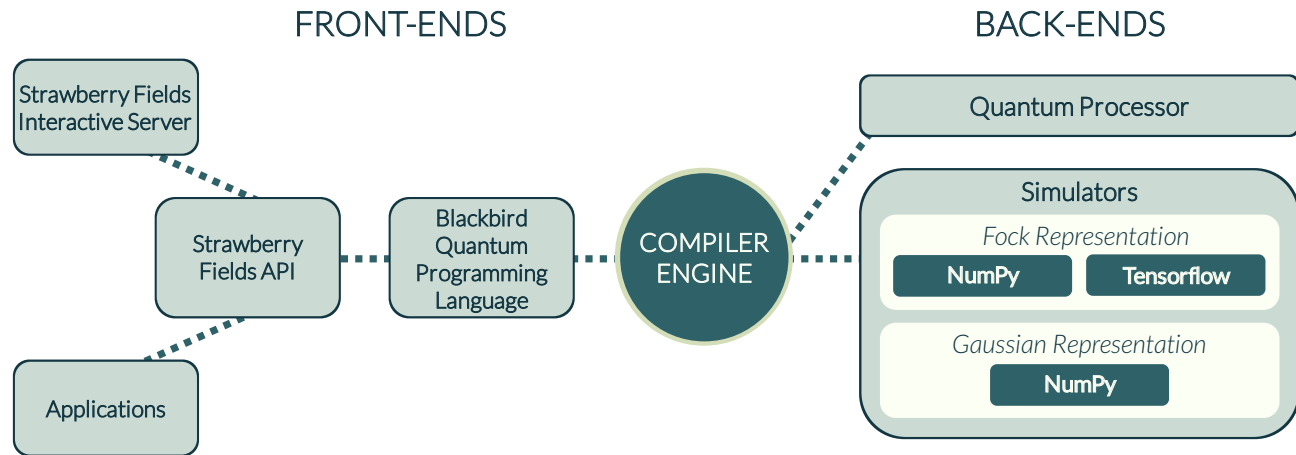 FRONT-ENDS
BACK-ENDS
Strawberry Fields
Interactive Server
Strawberry
Fields API
Applications
Blackbird
Quantum
Programming
Language
COMPILER
ENGINE
Quantum Processor
Simulators
Fock Representation
NumPy
Tensorflow
Gaussian Representation
NumPy